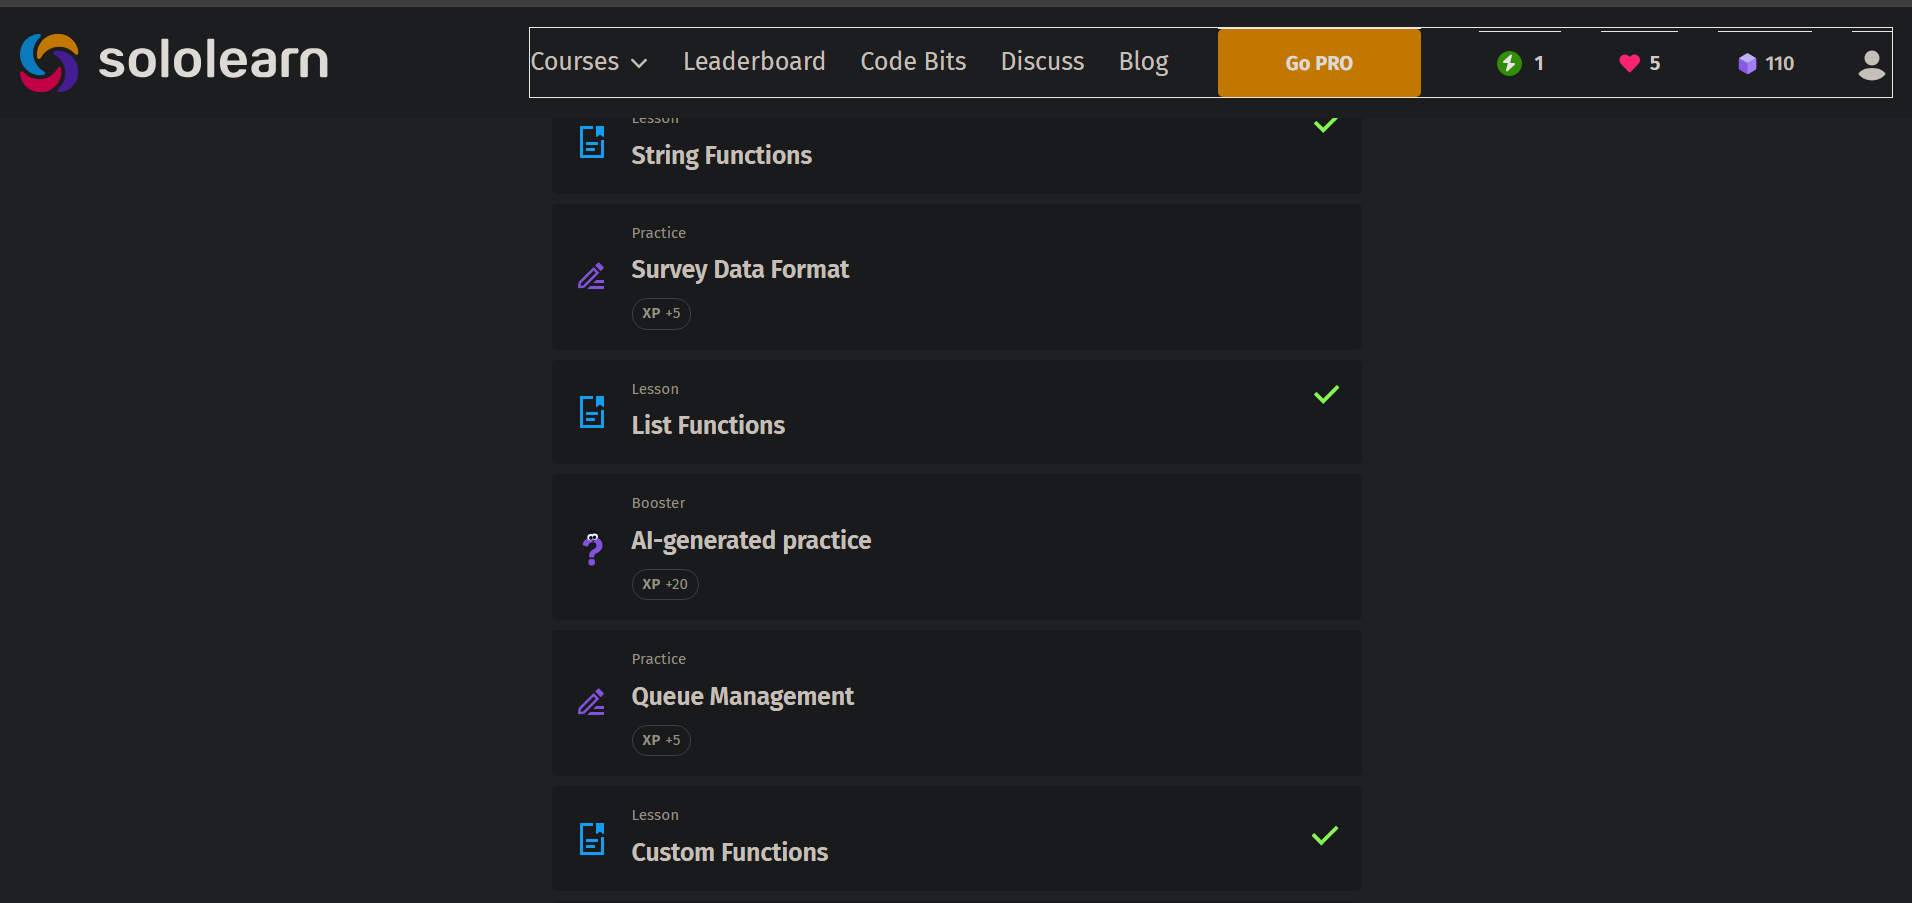 sololearn
Courses Leaderboard Code Bits Discuss Blog Go PRO 1 5 110
Lesson
String Functions
Practice
Survey Data Format
XP +5
Lesson
List Functions
Booster
AI-generated practice
XP +20
Practice
Queue Management
XP +5
Lesson
Custom Functions